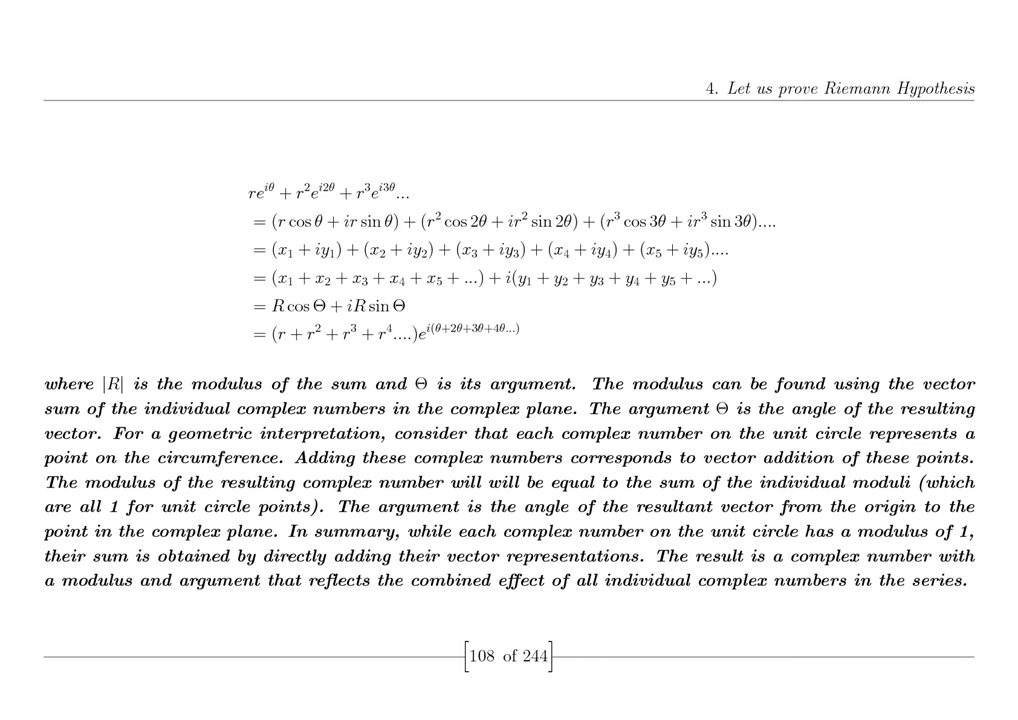 4. Let us prove Riemann Hypothesis
re^{iθ} + r^2e^{i2θ} + r^3e^{i3θ}...
= (r cos θ + ir sin θ) + (r^2 cos 2θ + ir^2 sin 2θ) + (r^3 cos 3θ + ir^3 sin 3θ)....
= (x_1 + iy_1) + (x_2 + iy_2) + (x_3 + iy_3) + (x_4 + iy_4) + (x_5 + iy_5)....
= (x_1 + x_2 + x_3 + x_4 + x_5 + ...) + i(y_1 + y_2 + y_3 + y_4 + y_5 + ...)
= R cos Θ + iR sin Θ
= (r + r^2 + r^3 + r^4....)e^{i(θ+2θ+3θ+4θ...)}
where |R| is the modulus of the sum and Θ is its argument. The modulus can be found using the vector
sum of the individual complex numbers in the complex plane. The argument Θ is the angle of the resulting
vector. For a geometric interpretation, consider that each complex number on the unit circle represents a
point on the circumference. Adding these complex numbers corresponds to vector addition of these points.
The modulus of the resulting complex number will will be equal to the sum of the individual moduli (which
are all 1 for unit circle points). The argument is the angle of the resultant vector from the origin to the
point in the complex plane. In summary, while each complex number on the unit circle has a modulus of 1,
their sum is obtained by directly adding their vector representations. The result is a complex number with
a modulus and argument that reflects the combined effect of all individual complex numbers in the series.
[108 of 244]